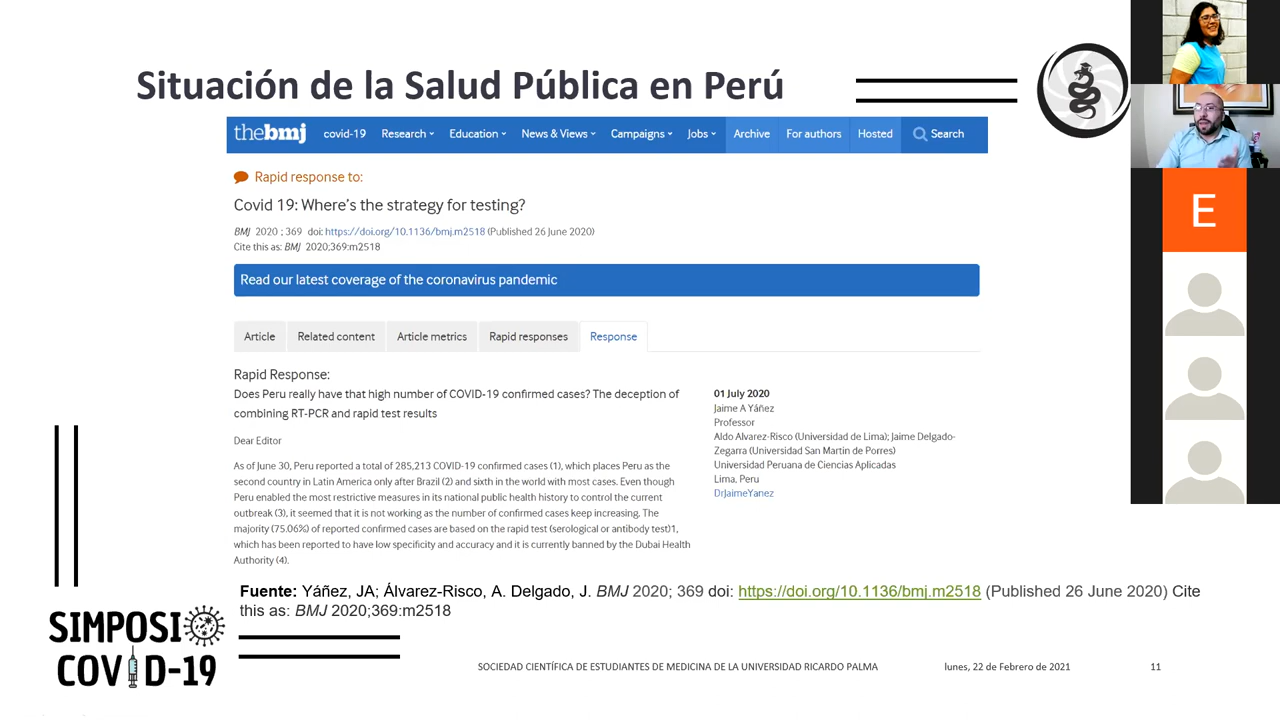 Situación de la Salud Pública en Perú
thebmj covid-19 Research Education News & Views Campaigns Jobs Archive For authors Hosted Search
Rapid response to:
Covid 19: Where's the strategy for testing?
BMJ 2020 ; 369 doi: https://doi.org/10.1136/bmj.m2518 (Published 26 June 2020)
Cite this as: BMJ 2020;369:m2518
Read our latest coverage of the coronavirus pandemic
Article Related content Article metrics Rapid responses Response
Rapid Response:
Does Peru really have that high number of COVID-19 confirmed cases? The deception of
combining RT-PCR and rapid test results
Dear Editor
As of June 30, Peru reported a total of 285,213 COVID-19 confirmed cases (1), which places Peru as the
second country in Latin America only after Brazil (2) and sixth in the world with most cases. Even though
Peru enabled the most restrictive measures in its national public health history to control the current
outbreak (3), it seemed that it is not working as the number of confirmed cases keep increasing. The
majority (75.06%) of reported confirmed cases are based on the rapid test (serological or antibody test)1,
which has been reported to have low specificity and accuracy and it is currently banned by the Dubai Health
Authority (4).
01 July 2020
Jaime A Yáñez
Professor
Aldo Alvarez-Risco (Universidad de Lima); Jaime Delgado-
Zegarra (Universidad San Martin de Porres)
Universidad Peruana de Ciencias Aplicadas
Lima, Peru
DrJaimeYanez
Fuente: Yáñez, JA; Álvarez-Risco, A. Delgado, J. BMJ 2020; 369 doi: https://doi.org/10.1136/bmj.m2518 (Published 26 June 2020) Cite
this as: BMJ 2020;369:m2518
SIMPOSIO
COVID-19
SOCIEDAD CIENTÍFICA DE ESTUDIANTES DE MEDICINA DE LA UNIVERSIDAD RICARDO PALMA
lunes, 22 de Febrero de 2021
11
E